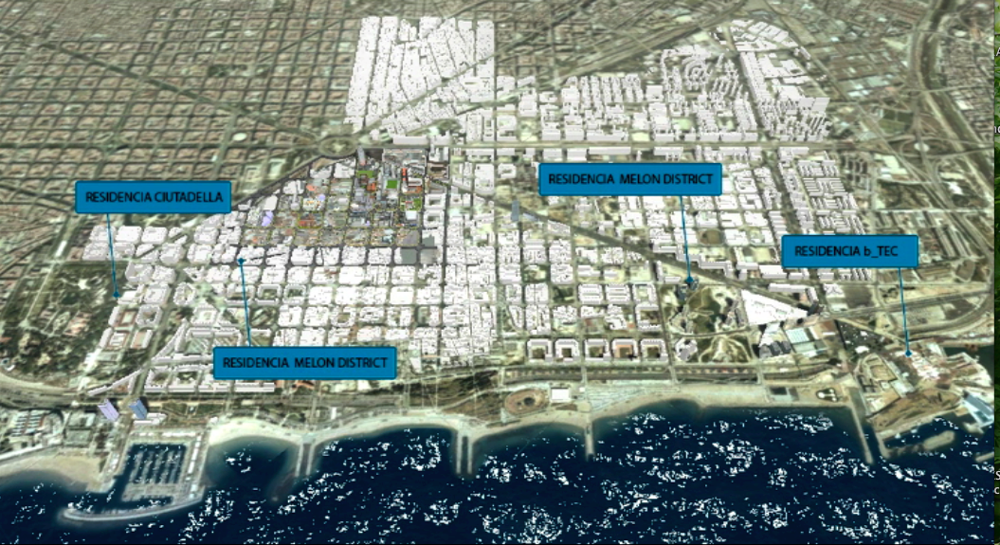 RESIDENCIA CIUTADELLA
RESIDENCIA MELON DISTRICT
RESIDENCIA b_TEC
RESIDENCIA MELON DISTRICT